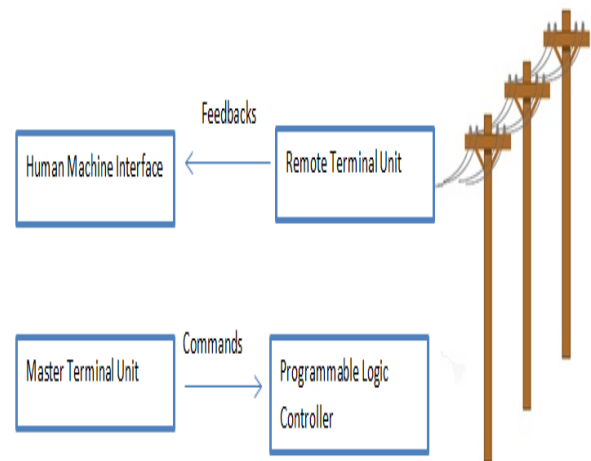 Feedbacks
Human Machine Interface
Remote Terminal Unit
Commands
Master Terminal Unit
Programmable Logic
Controller